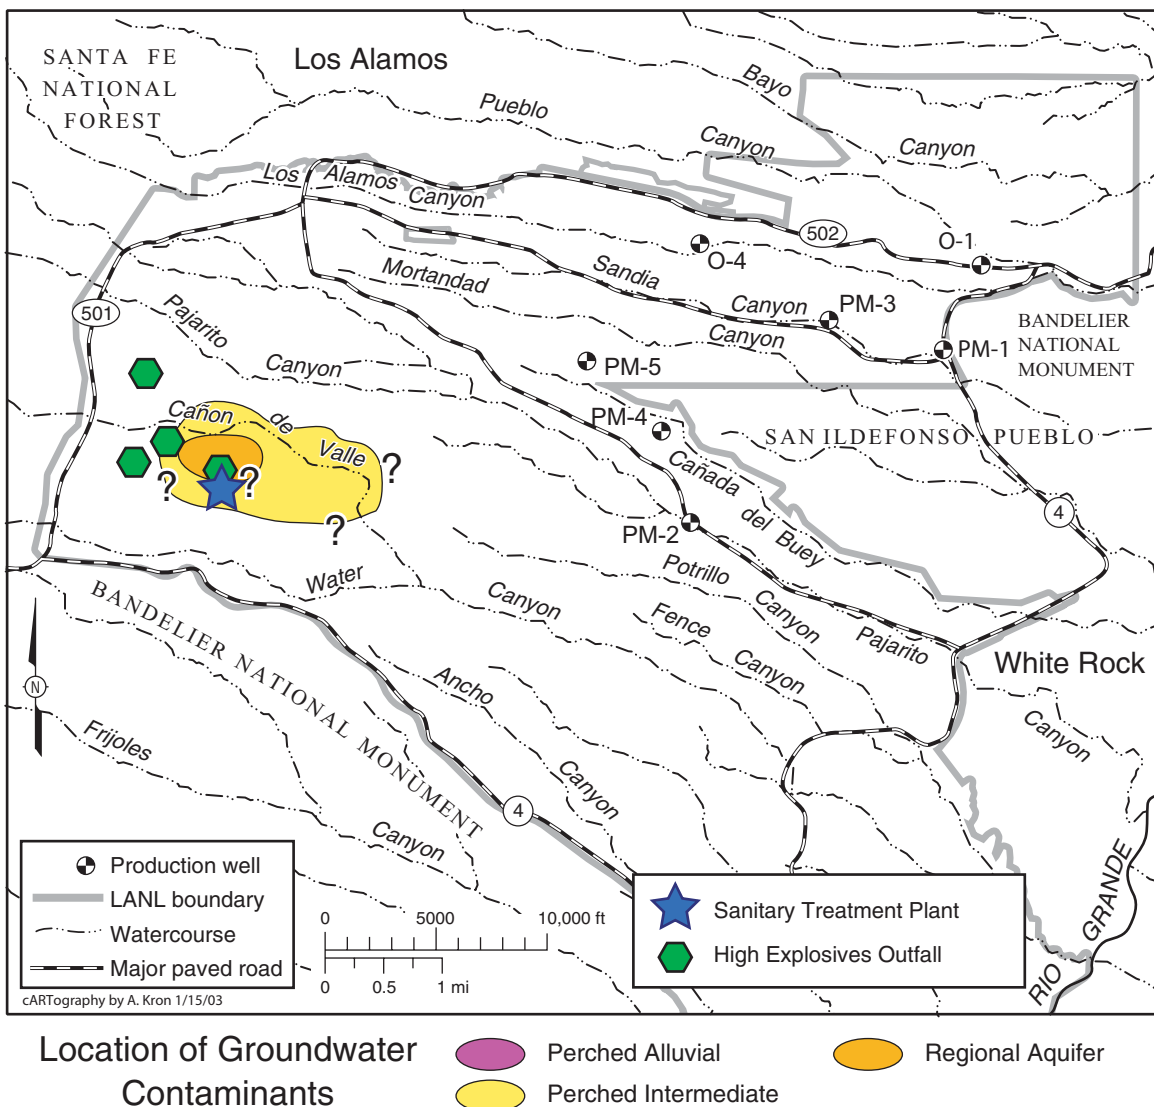 SANTA FE
NATIONAL
FOREST
Los Alamos
Bayo
Canyon
Pueblo
Canyon
Los Alamos
Canyon
502
O-1
O-4
Sandia
Canyon
Mortandad
Canyon
PM-3
PM-1
BANDELIER
NATIONAL
MONUMENT
501
Pajarito
Canyon
PM-5
PM-4
SAN ILDEFONSO PUEBLO
Cañon de Valle
?
?
?
?
Cañada del Buey
4
PM-2
Water
Canyon
Potrillo
Canyon
Fence
Canyon
Pajarito
White Rock
Canyon
BANDELIER NATIONAL MONUMENT
N
Ancho
Canyon
Frijoles
Canyon
4
RIO GRANDE
Production well
LANL boundary
Watercourse
Major paved road
cARTography by A. Kron 1/15/03
0 5000 10,000 ft
0 0.5 1 mi
Sanitary Treatment Plant
High Explosives Outfall
Location of Groundwater
Contaminants
Perched Alluvial
Perched Intermediate
Regional Aquifer